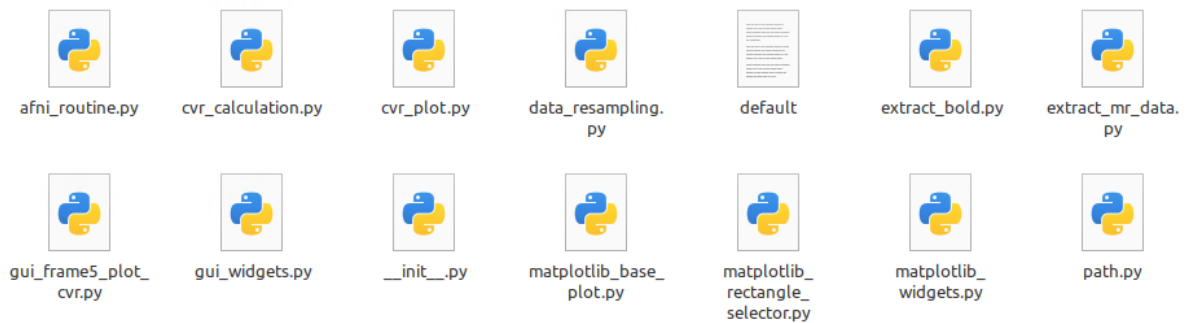 afni_routine.py
cvr_calculation.py
cvr_plot.py
data_resampling.
py
default
extract_bold.py
extract_mr_data.
py
gui_frame5_plot_
cvr.py
gui_widgets.py
__init__.py
matplotlib_base_
plot.py
matplotlib_
rectangle_
selector.py
matplotlib_
widgets.py
path.py